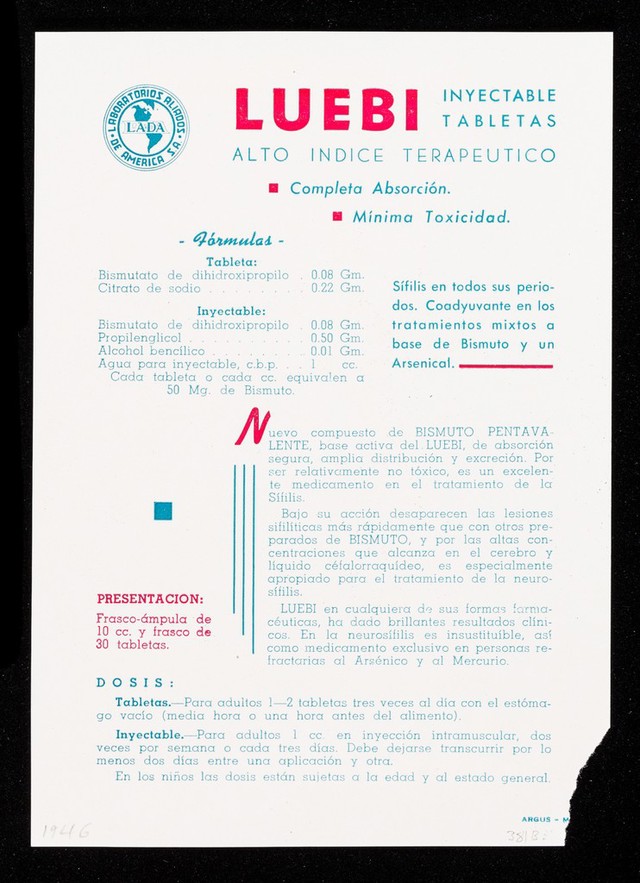 LABORATORIOS ALIADOS
LADA
DE AMERICA S.A.
LUEBI
INYECTABLE
TABLETAS
ALTO INDICE TERAPEUTICO
Completa Absorción.
Mínima Toxicidad.
- Fórmulas -
Tableta:
Bismutato de dihidroxipropilo . 0.08 Gm.
Citrato de sodio . . . . . . . . 0.22 Gm.
Inyectable:
Bismutato de dihidroxipropilo . 0.08 Gm.
Propilenglicol . . . . . . . . . 0.50 Gm.
Alcohol bencílico . . . . . . . . 0.01 Gm.
Agua para inyectable, c.b.p. . . 1 cc.
Cada tableta o cada cc. equivalen a
50 Mg. de Bismuto.
Sífilis en todos sus perio-
dos. Coadyuvante en los
tratamientos mixtos a
base de Bismuto y un
Arsenical.
Nuevo compuesto de BISMUTO PENTAVA-
LENTE, base activa del LUEBI, de absorción
segura, amplia distribución y excreción. Por
ser relativamente no tóxico, es un excelen-
te medicamento en el tratamiento de la
Sífilis.
Bajo su acción desaparecen las lesiones
sifilíticas más rápidamente que con otros pre-
parados de BISMUTO, y por las altas con-
centraciones que alcanza en el cerebro y
líquido céfalorraquídeo, es especialmente
apropiado para el tratamiento de la neuro-
sífilis.
LUEBI en cualquiera de sus formas farma-
céuticas, ha dado brillantes resultados clíni-
cos. En la neurosífilis es insustituíble, así
como medicamento exclusivo en personas re-
fractarias al Arsénico y al Mercurio.
PRESENTACION:
Frasco-ámpula de
10 cc. y frasco de
30 tabletas.
DOSIS:
Tabletas.—Para adultos 1—2 tabletas tres veces al día con el estóma-
go vacío (media hora o una hora antes del alimento).
Inyectable.—Para adultos 1 cc. en inyección intramuscular, dos
veces por semana o cada tres días. Debe dejarse transcurrir por lo
menos dos días entre una aplicación y otra.
En los niños las dosis están sujetas a la edad y al estado general.
ANGUS - M
1946